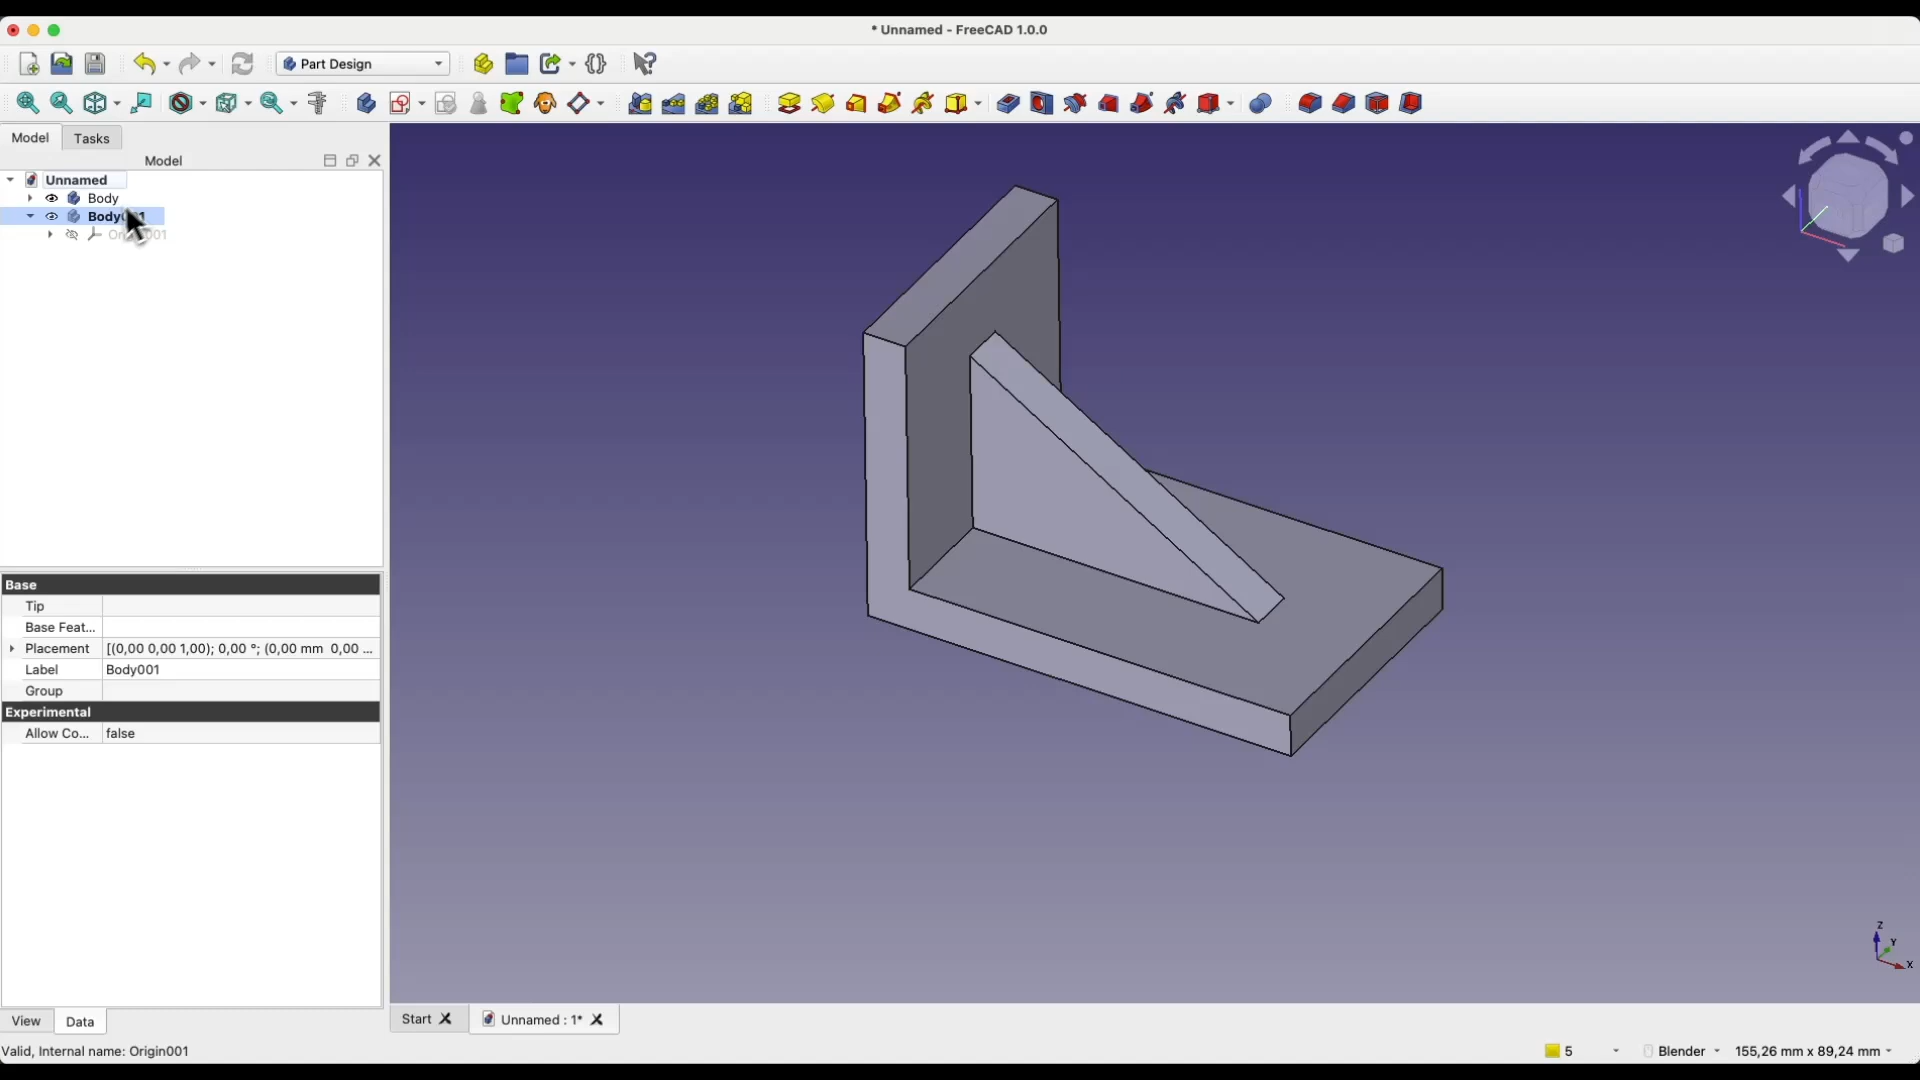 * Unnamed - FreeCAD 1.0.0
Part Design
Model
Tasks
Model
Unnamed
Body
Base
Tip
Base Feat...
Placement
[(0,00 0,00 1,00); 0,00 °; (0,00 mm 0,00 ...
Label
Body001
Group
Experimental
Allow Co...
false
Z
Y
X
View
Data
Start
Unnamed : 1*
Valid, Internal name: Origin001
5
Blender
155,26 mm x 89,24 mm